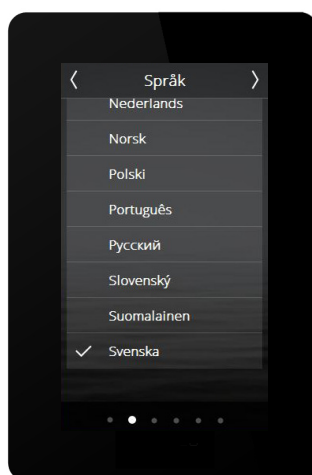 Språk
Nederlands
Norsk
Polski
Português
Русский
Slovenský
Suomalainen
Svenska